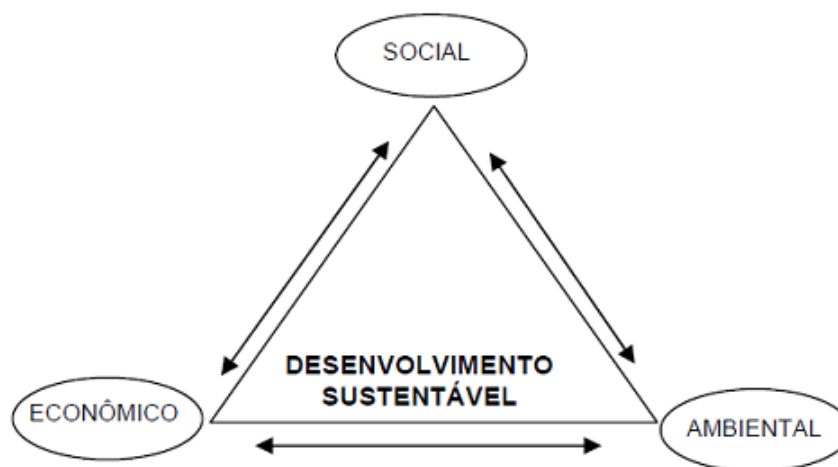 SOCIAL
DESENVOLVIMENTO
SUSTENTÁVEL
ECONÔMICO
AMBIENTAL